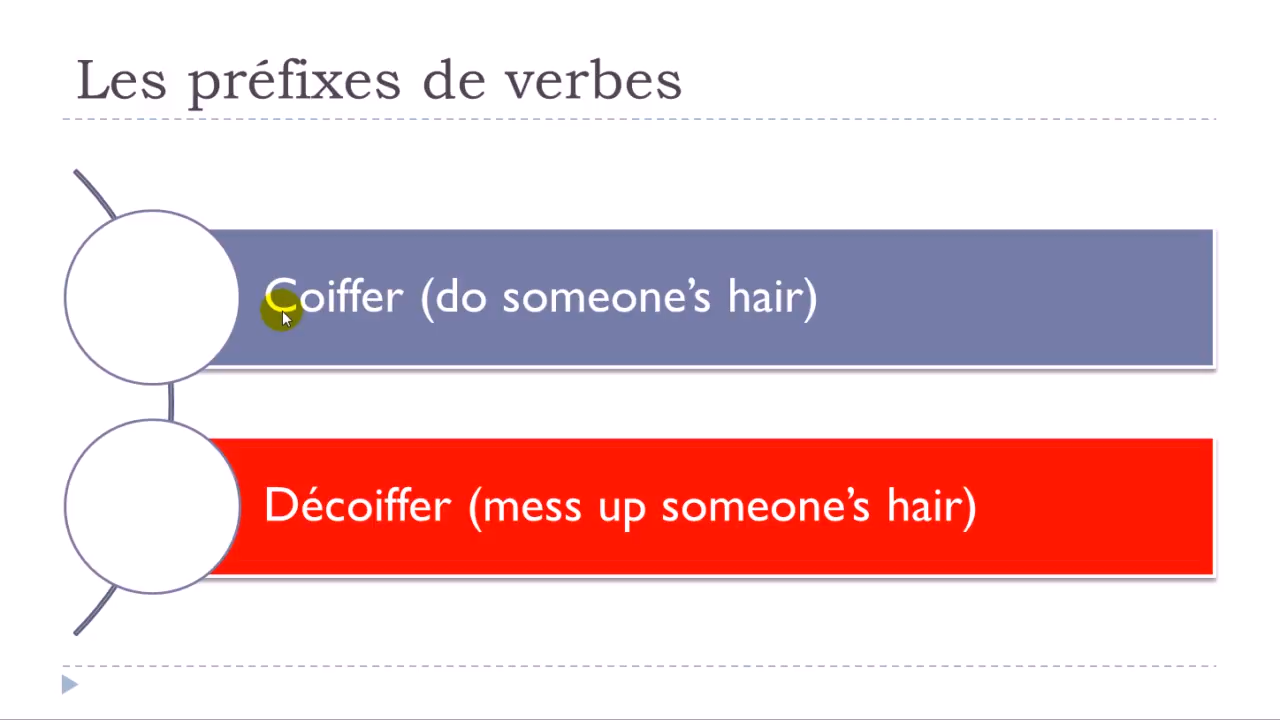 Les préfixes de verbes
Coiffer (do someone’s hair)
Décoiffer (mess up someone’s hair)